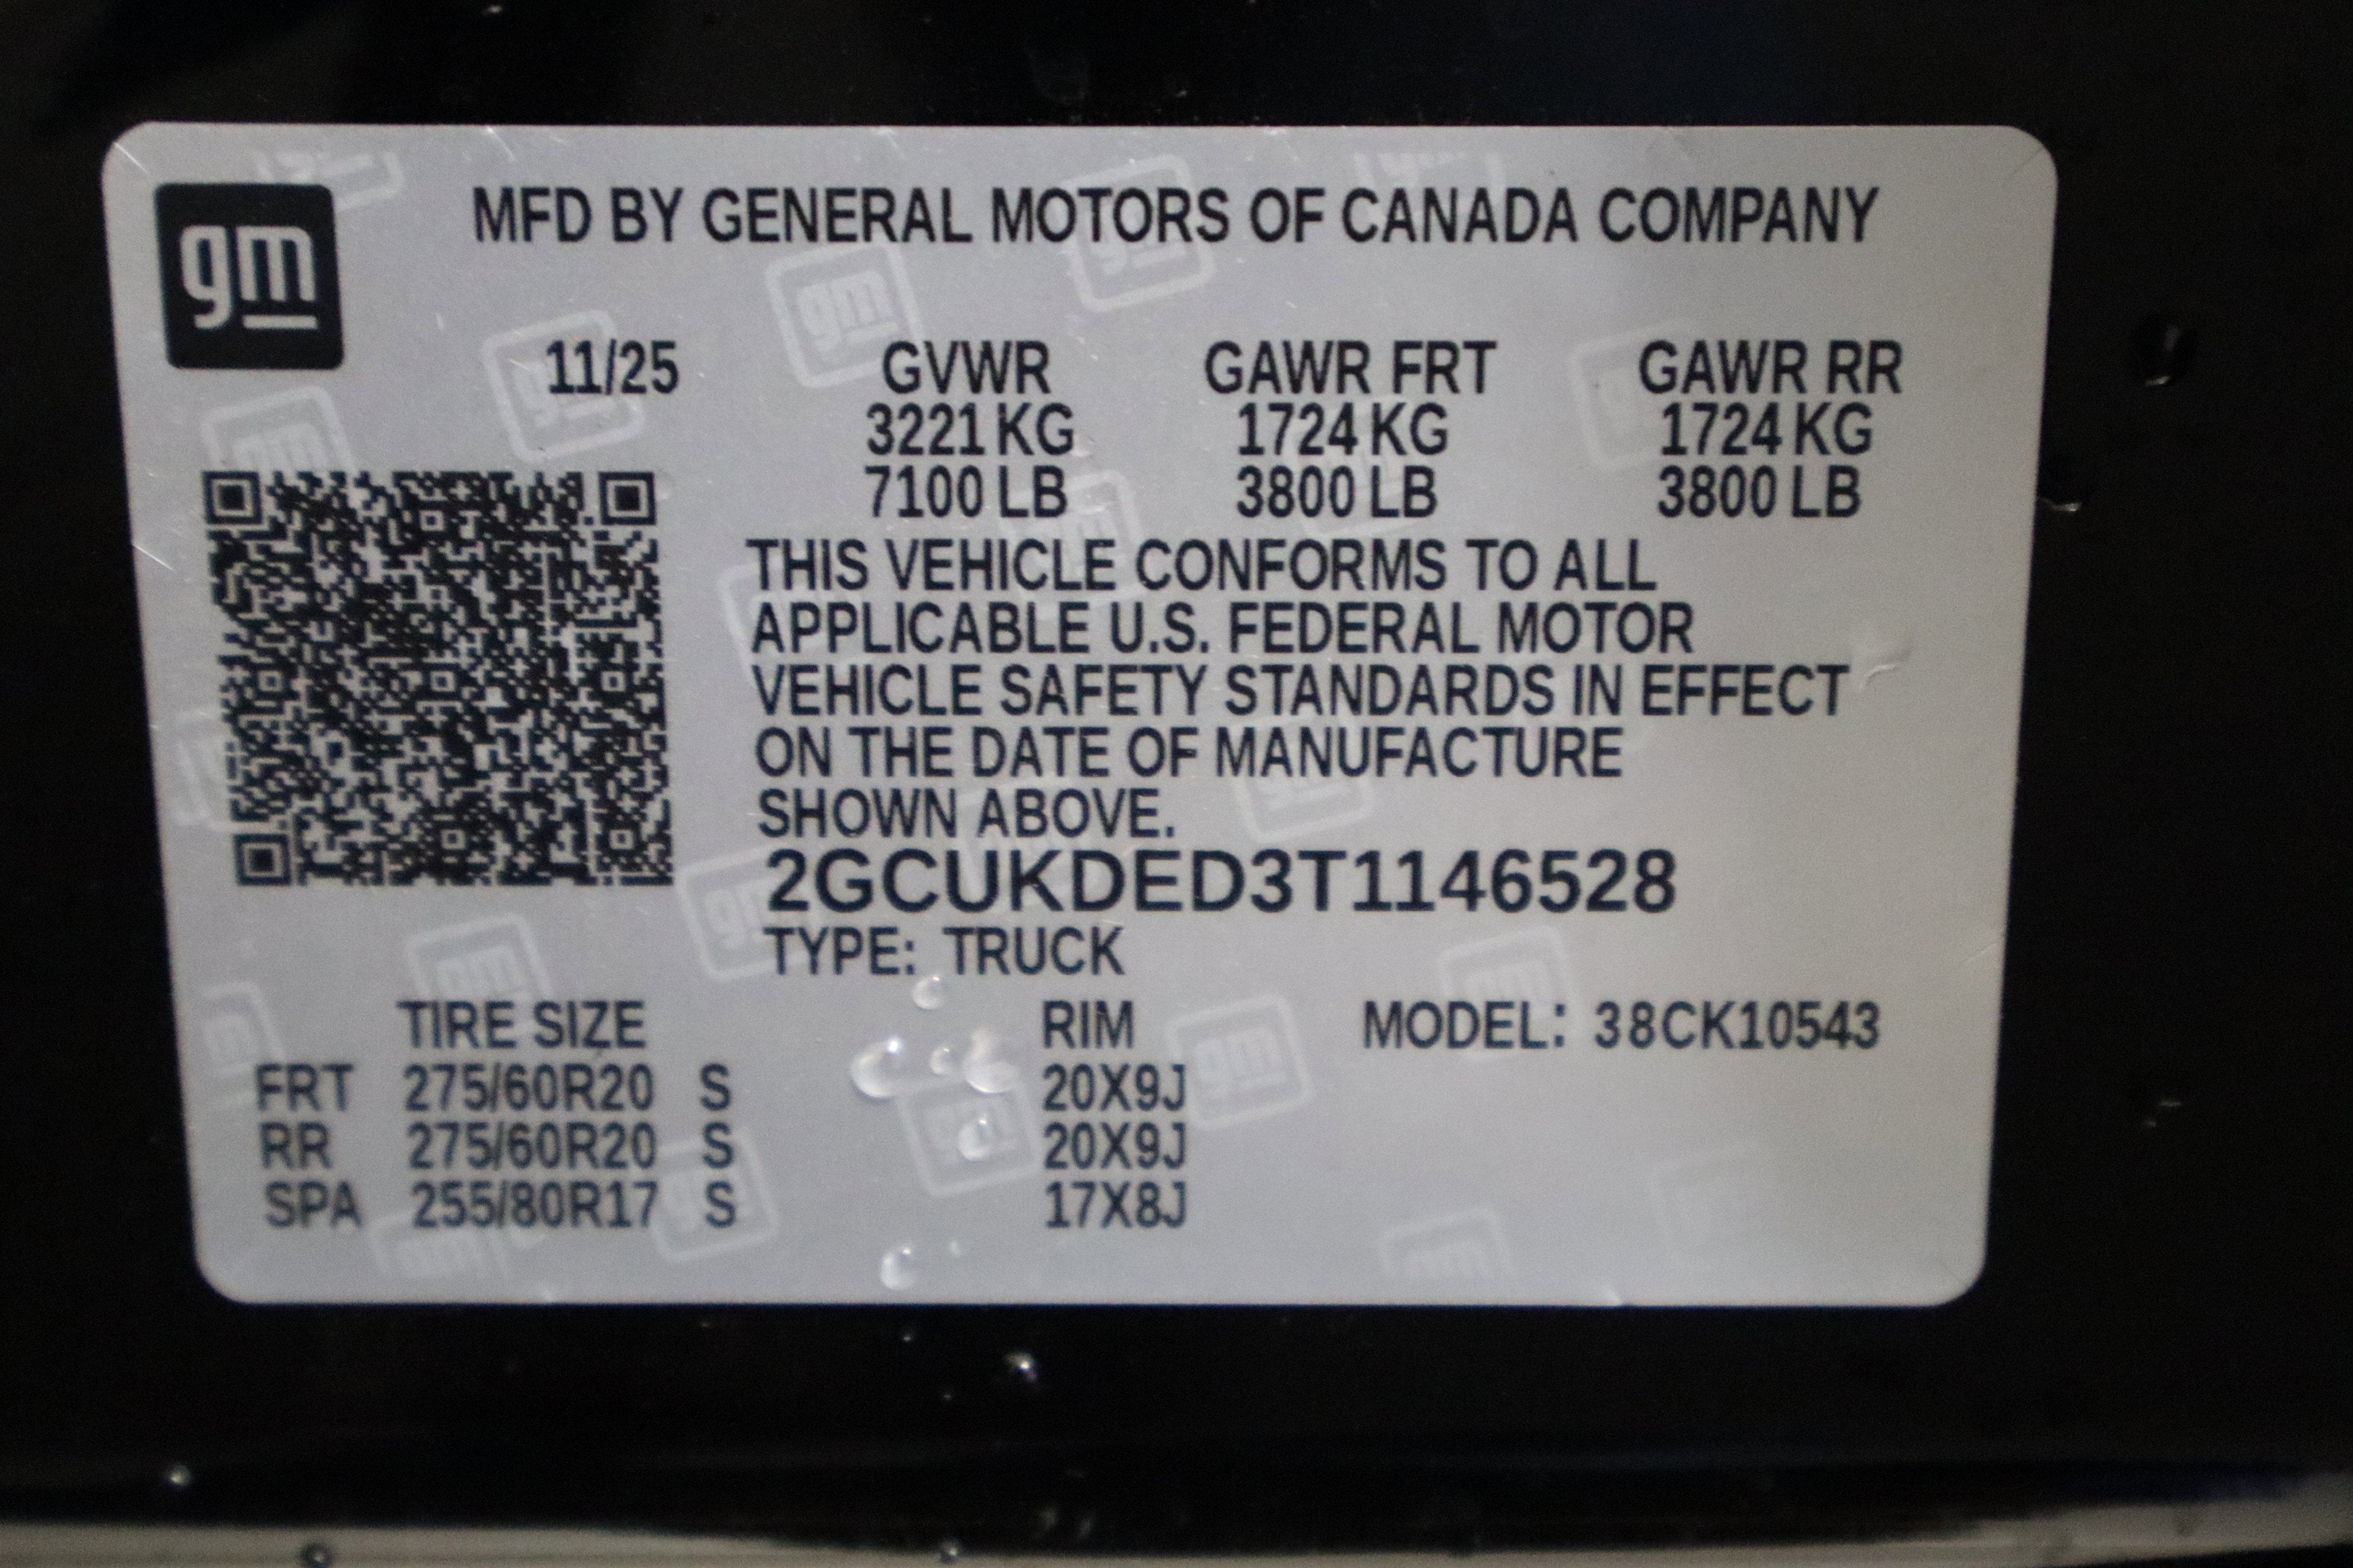 gm
MFD BY GENERAL MOTORS OF CANADA COMPANY
11/25 GVWR GAWR FRT GAWR RR
3221 KG 1724 KG 1724 KG
7100 LB 3800 LB 3800 LB
THIS VEHICLE CONFORMS TO ALL
APPLICABLE U.S. FEDERAL MOTOR
VEHICLE SAFETY STANDARDS IN EFFECT
ON THE DATE OF MANUFACTURE
SHOWN ABOVE.
2GCUKDED3T1146528
TYPE: TRUCK
TIRE SIZE RIM MODEL: 38CK10543
FRT 275/60R20 S 20X9J
RR 275/60R20 S 20X9J
SPA 255/80R17 S 17X8J